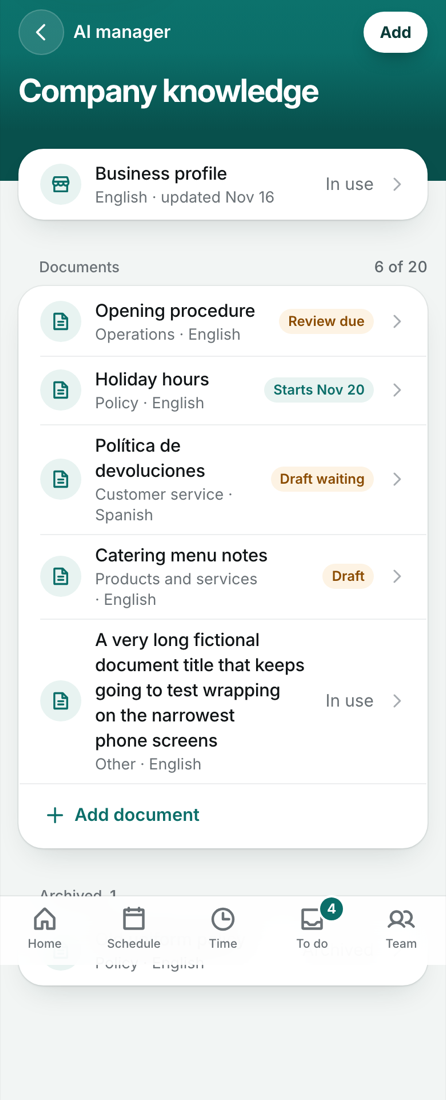 AI manager
Add
Company knowledge
Business profile
English · updated Nov 16
In use
Documents
6 of 20
Opening procedure
Operations · English
Review due
Holiday hours
Policy · English
Starts Nov 20
Política de
devoluciones
Customer service ·
Spanish
Draft waiting
Catering menu notes
Products and services
· English
Draft
A very long fictional
document title that keeps
going to test wrapping
on the narrowest
phone screens
Other · English
In use
Add document
Archived 1
4
Home
Schedule
Time
To do
Team
Policy · English